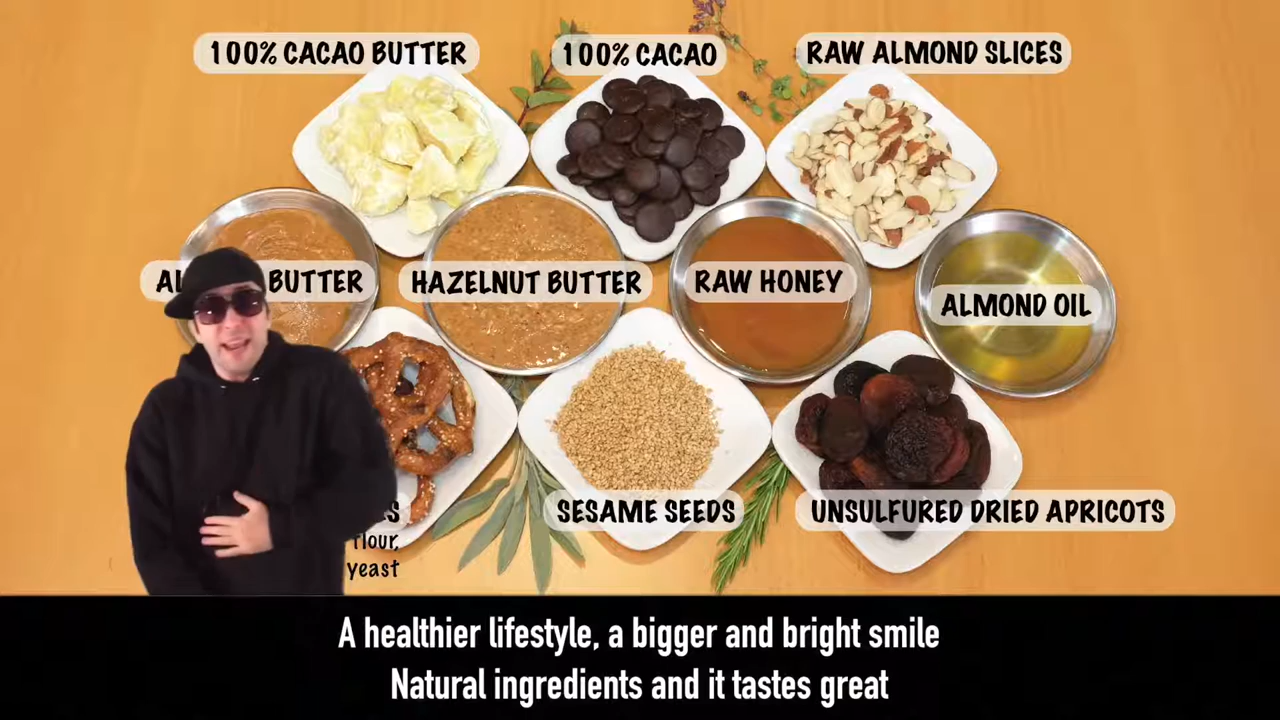 100% CACAO BUTTER
100% CACAO
RAW ALMOND SLICES
BUTTER
HAZELNUT BUTTER
RAW HONEY
ALMOND OIL
SESAME SEEDS
UNSULFURED DRIED APRICOTS
flour,
yeast
A healthier lifestyle, a bigger and bright smile
Natural ingredients and it tastes great